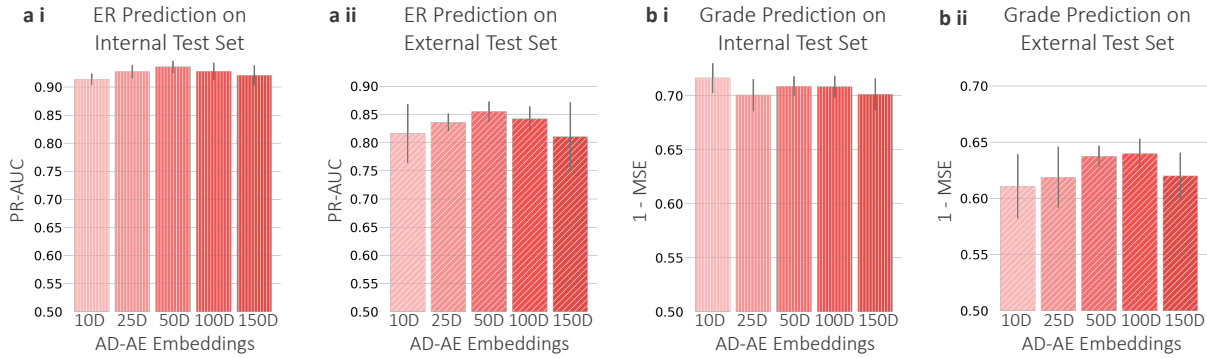 a i ER Prediction on
Internal Test Set
PR-AUC
0.90
0.85
0.80
0.75
0.70
0.65
0.60
0.55
0.50
10D 25D 50D 100D 150D
AD-AE Embeddings
a ii ER Prediction on
External Test Set
PR-AUC
0.90
0.85
0.80
0.75
0.70
0.65
0.60
0.55
0.50
10D 25D 50D 100D 150D
AD-AE Embeddings
b i Grade Prediction on
Internal Test Set
1 - MSE
0.70
0.65
0.60
0.55
0.50
10D 25D 50D 100D 150D
AD-AE Embeddings
b ii Grade Prediction on
External Test Set
1 - MSE
0.70
0.65
0.60
0.55
0.50
10D 25D 50D 100D 150D
AD-AE Embeddings